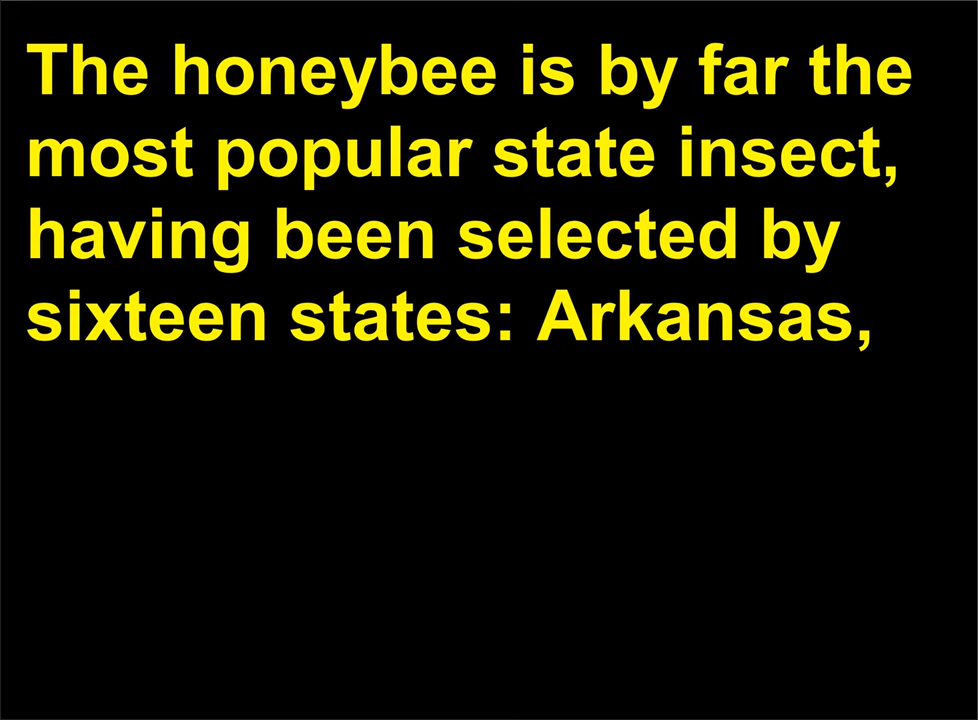 The honeybee is by far the
most popular state insect,
having been selected by
sixteen states: Arkansas,